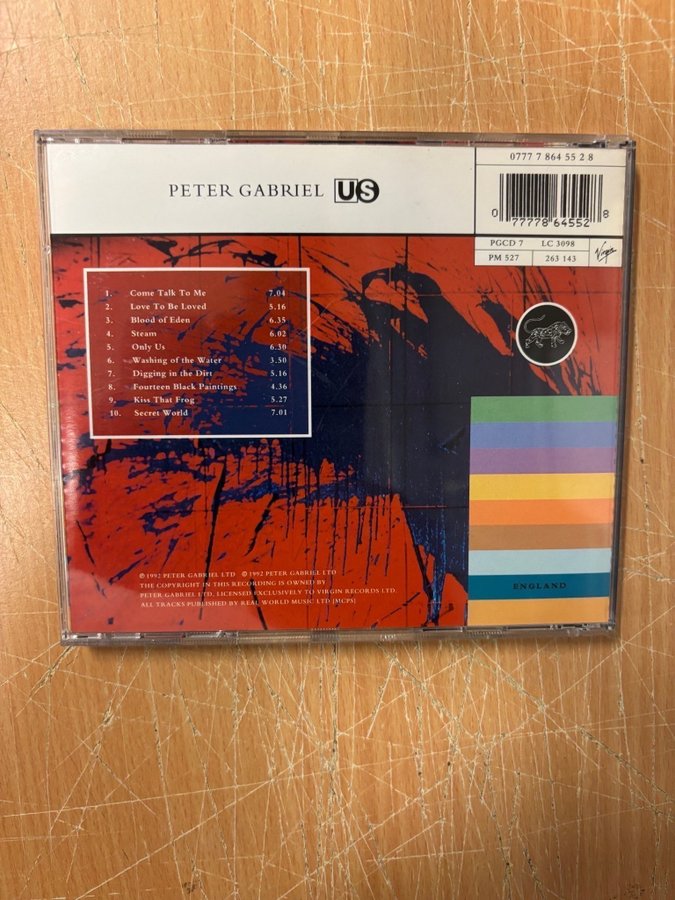 PETER GABRIEL US
0777 7 864 55 2 8
0 77778 64552 8
PGCD 7 LC 3098
PM 527 263 143
Virgin
1. Come Talk To Me 7.04
2. Love To Be Loved 5.16
3. Blood of Eden 6.35
4. Steam 6.02
5. Only Us 6.30
6. Washing of the Water 3.50
7. Digging in the Dirt 5.16
8. Fourteen Black Paintings 4.36
9. Kiss That Frog 5.27
10. Secret World 7.01
ENGLAND
℗ 1992 PETER GABRIEL LTD © 1992 PETER GABRIEL LTD
THE COPYRIGHT IN THIS RECORDING IS OWNED BY
PETER GABRIEL LTD, LICENSED EXCLUSIVELY TO VIRGIN RECORDS LTD.
ALL TRACKS PUBLISHED BY REAL WORLD MUSIC LTD [MCPS]